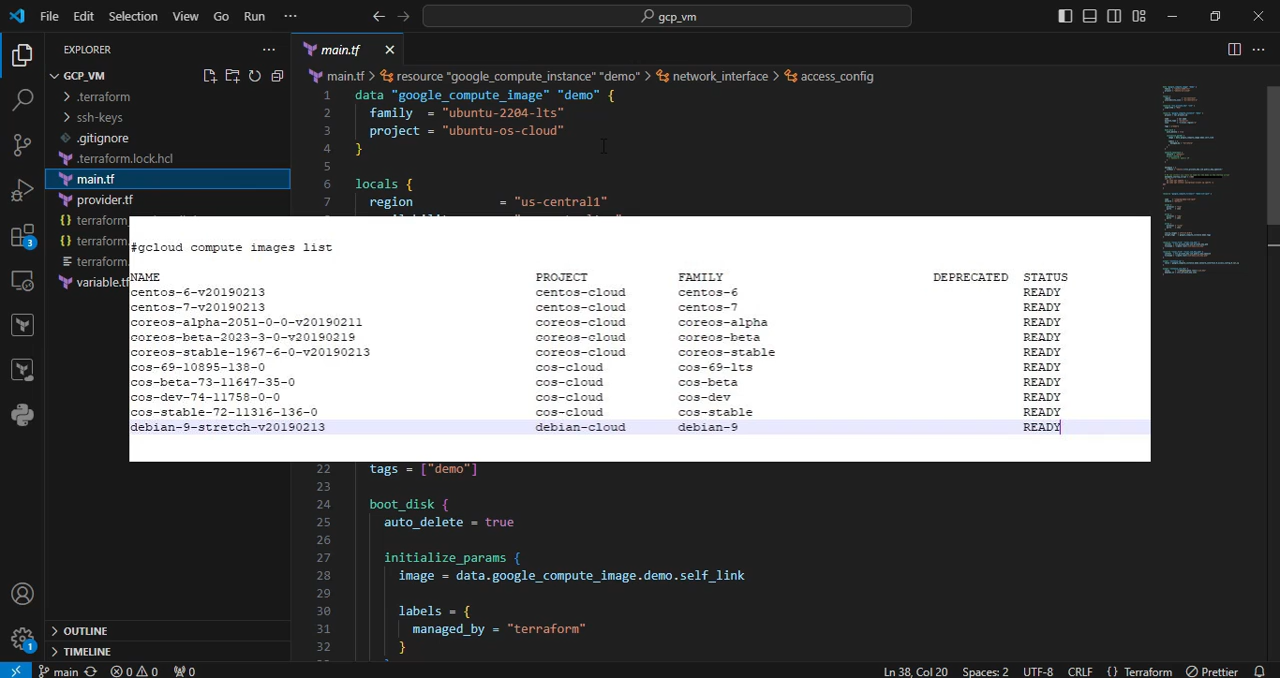 File Edit Selection View Go Run ··· gcp_vm
EXPLORER ···
GCP_VM
.terraform
ssh-keys
.gitignore
.terraform.lock.hcl
main.tf
provider.tf
terraform
terraform
terraform
variable.tf
OUTLINE
TIMELINE
main.tf
main.tf > resource "google_compute_instance" "demo" > network_interface > access_config
1 data "google_compute_image" "demo" {
2 family = "ubuntu-2204-lts"
3 project = "ubuntu-os-cloud"
4 }
5
6 locals {
7 region = "us-central1"
#gcloud compute images list
NAME PROJECT FAMILY DEPRECATED STATUS
centos-6-v20190213 centos-cloud centos-6 READY
centos-7-v20190213 centos-cloud centos-7 READY
coreos-alpha-2051-0-0-v20190211 coreos-cloud coreos-alpha READY
coreos-beta-2023-3-0-v20190219 coreos-cloud coreos-beta READY
coreos-stable-1967-6-0-v20190213 coreos-cloud coreos-stable READY
cos-69-10895-138-0 cos-cloud cos-69-lts READY
cos-beta-73-11647-35-0 cos-cloud cos-beta READY
cos-dev-74-11758-0-0 cos-cloud cos-dev READY
cos-stable-72-11316-136-0 cos-cloud cos-stable READY
debian-9-stretch-v20190213 debian-cloud debian-9 READY
22 tags = ["demo"]
23
24 boot_disk {
25 auto_delete = true
26
27 initialize_params {
28 image = data.google_compute_image.demo.self_link
29
30 labels = {
31 managed_by = "terraform"
32 }
3
1
main 0 0 0 Ln 38, Col 20 Spaces: 2 UTF-8 CRLF {} Terraform Prettier